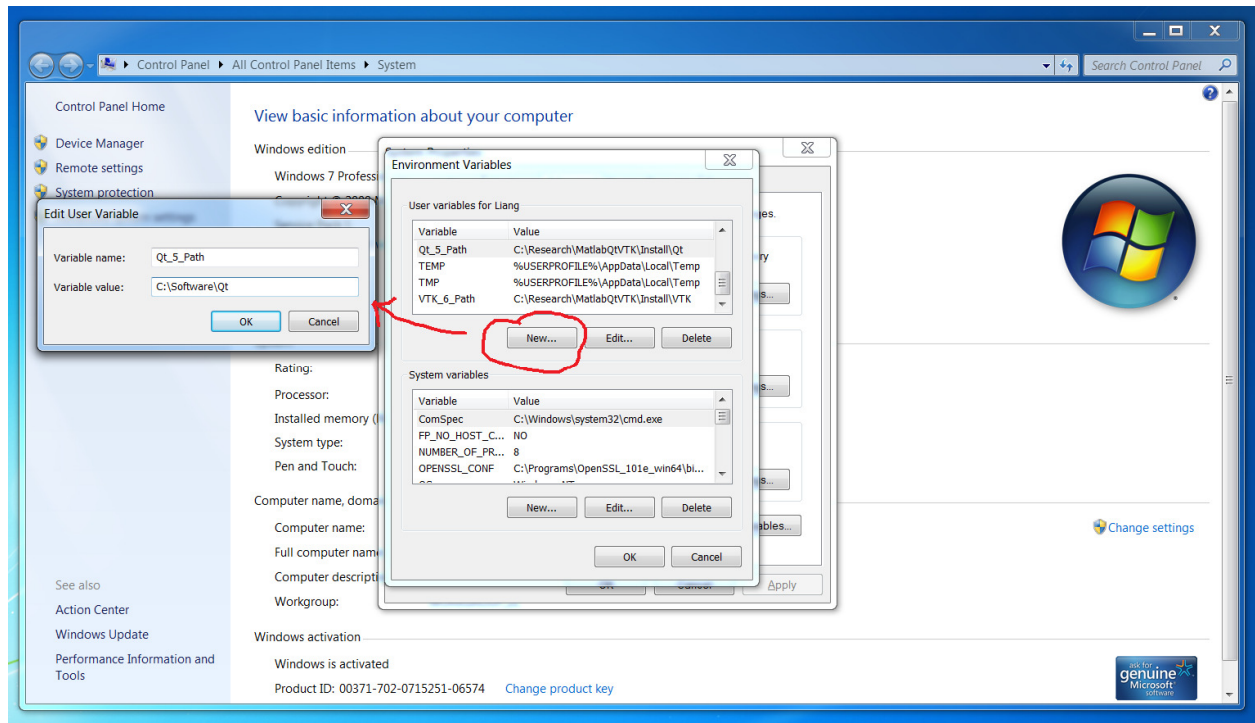 Control Panel ▸ All Control Panel Items ▸ System
Search Control Panel
Control Panel Home
Device Manager
Remote settings
System protection
View basic information about your computer
Windows edition
Windows 7 Profess
Rating:
Processor:
Installed memory (
System type:
Pen and Touch:
Computer name, doma
Computer name:
Full computer nam
Computer descripti
Workgroup:
Change settings
Windows activation
Windows is activated
Product ID: 00371-702-0715251-06574 Change product key
See also
Action Center
Windows Update
Performance Information and
Tools
ask for
genuine
Microsoft
software
Edit User Variable
Variable name: Qt_5_Path
Variable value: C:\Software\Qt
OK Cancel
Environment Variables
User variables for Liang
Variable Value
Qt_5_Path C:\Research\MatlabQtVTK\Install\Qt
TEMP %USERPROFILE%\AppData\Local\Temp
TMP %USERPROFILE%\AppData\Local\Temp
VTK_6_Path C:\Research\MatlabQtVTK\Install\VTK
New... Edit... Delete
System variables
Variable Value
ComSpec C:\Windows\system32\cmd.exe
FP_NO_HOST_C... NO
NUMBER_OF_PR... 8
OPENSSL_CONF C:\Programs\OpenSSL_101e_win64\bi...
New... Edit... Delete
OK Cancel
Apply